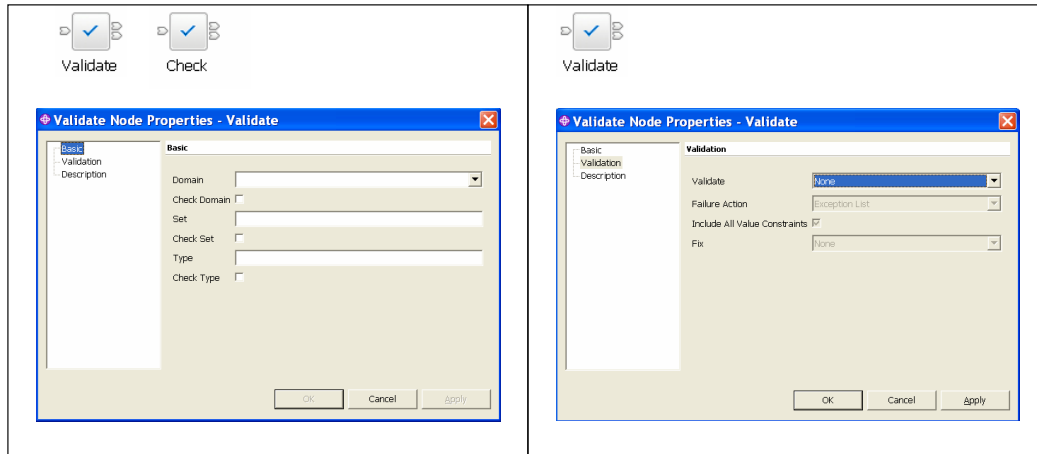 Validate Check
Validate Node Properties - Validate
Basic
Validation
Description
Basic
Domain
Check Domain
Set
Check Set
Type
Check Type
OK Cancel Apply
Validate
Validate Node Properties - Validate
Basic
Validation
Description
Validation
Validate None
Failure Action Exception List
Include All Value Constraints
Fix None
OK Cancel Apply